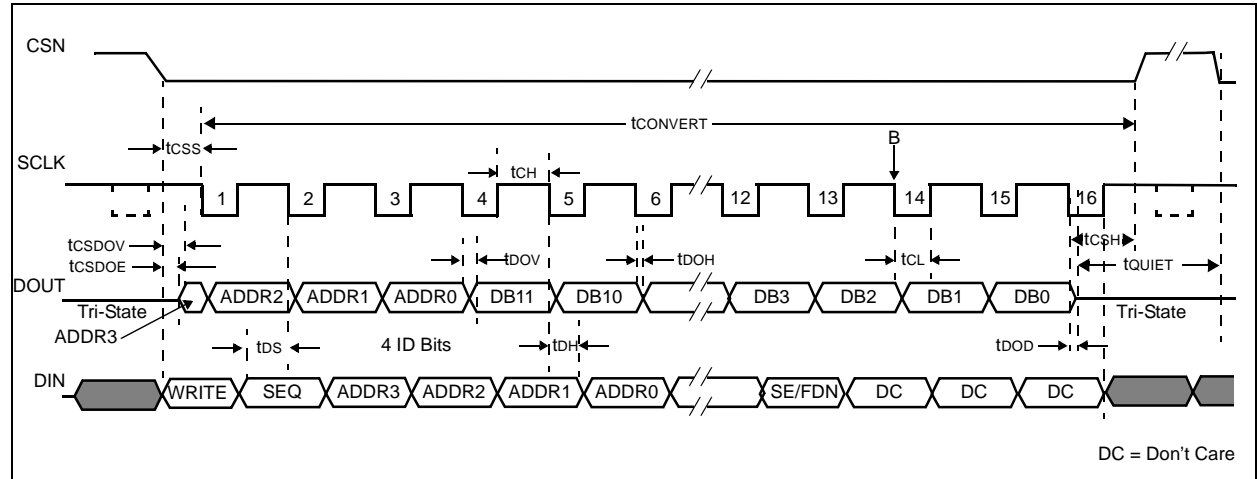 CSN
tCONVERT
B
tCSS
SCLK
tCH
1 2 3 4 5 6 12 13 14 15 16
tCSH
tCSDOV
tCSDOE
tDOV
tDOH
tCL
tQUIET
DOUT
ADDR2 ADDR1 ADDR0 DB11 DB10 DB3 DB2 DB1 DB0
Tri-State
Tri-State
ADDR3
tDS
4 ID Bits
tDH
tDOD
DIN
WRITE SEQ ADDR3 ADDR2 ADDR1 ADDR0 SE/FDN DC DC DC
DC = Don't Care